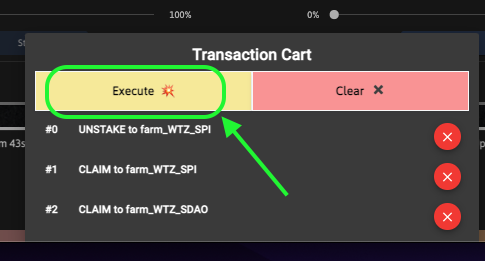 100%
0%
St
Transaction Cart
Execute 💥
Clear ✖
m 43s
#0 UNSTAKE to farm_WTZ_SPI
#1 CLAIM to farm_WTZ_SPI
#2 CLAIM to farm_WTZ_SDAO